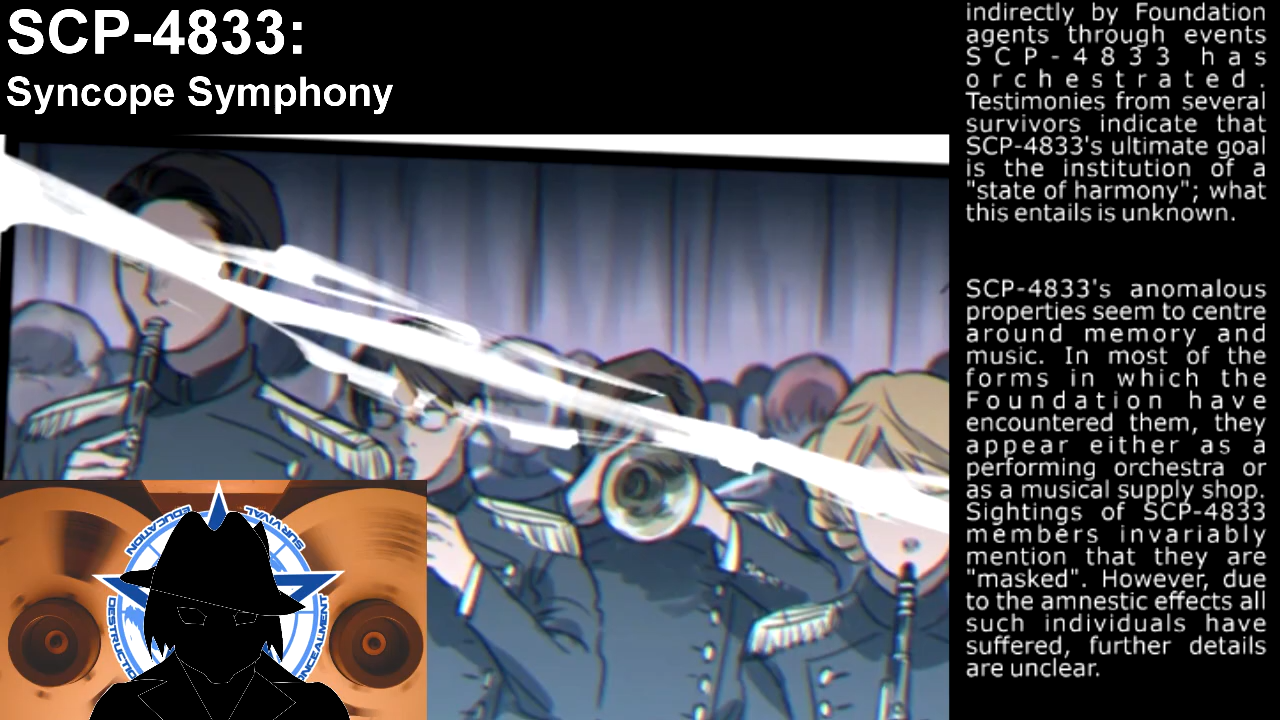 SCP-4833:
Syncope Symphony
indirectly by Foundation
agents through events
SCP-4833 has
orchestrated.
Testimonies from several
survivors indicate that
SCP-4833's ultimate goal
is the institution of a
"state of harmony"; what
this entails is unknown.
SCP-4833's anomalous
properties seem to centre
around memory and
music. In most of the
forms in which the
Foundation have
encountered them, they
appear either as a
performing orchestra or
as a musical supply shop.
Sightings of SCP-4833
members invariably
mention that they are
"masked". However, due
to the amnestic effects all
such individuals have
suffered, further details
are unclear.
EDUCATION
SURVIVAL